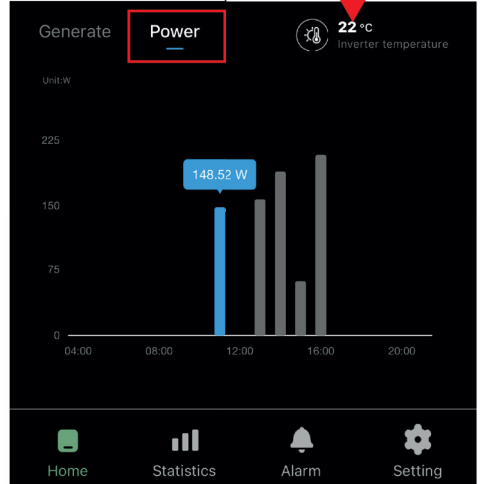 Generate Power 22 °C
Inverter temperature
Unit:W
225
148.52 W
150
75
0
04:00 08:00 12:00 16:00 20:00
Home Statistics Alarm Setting